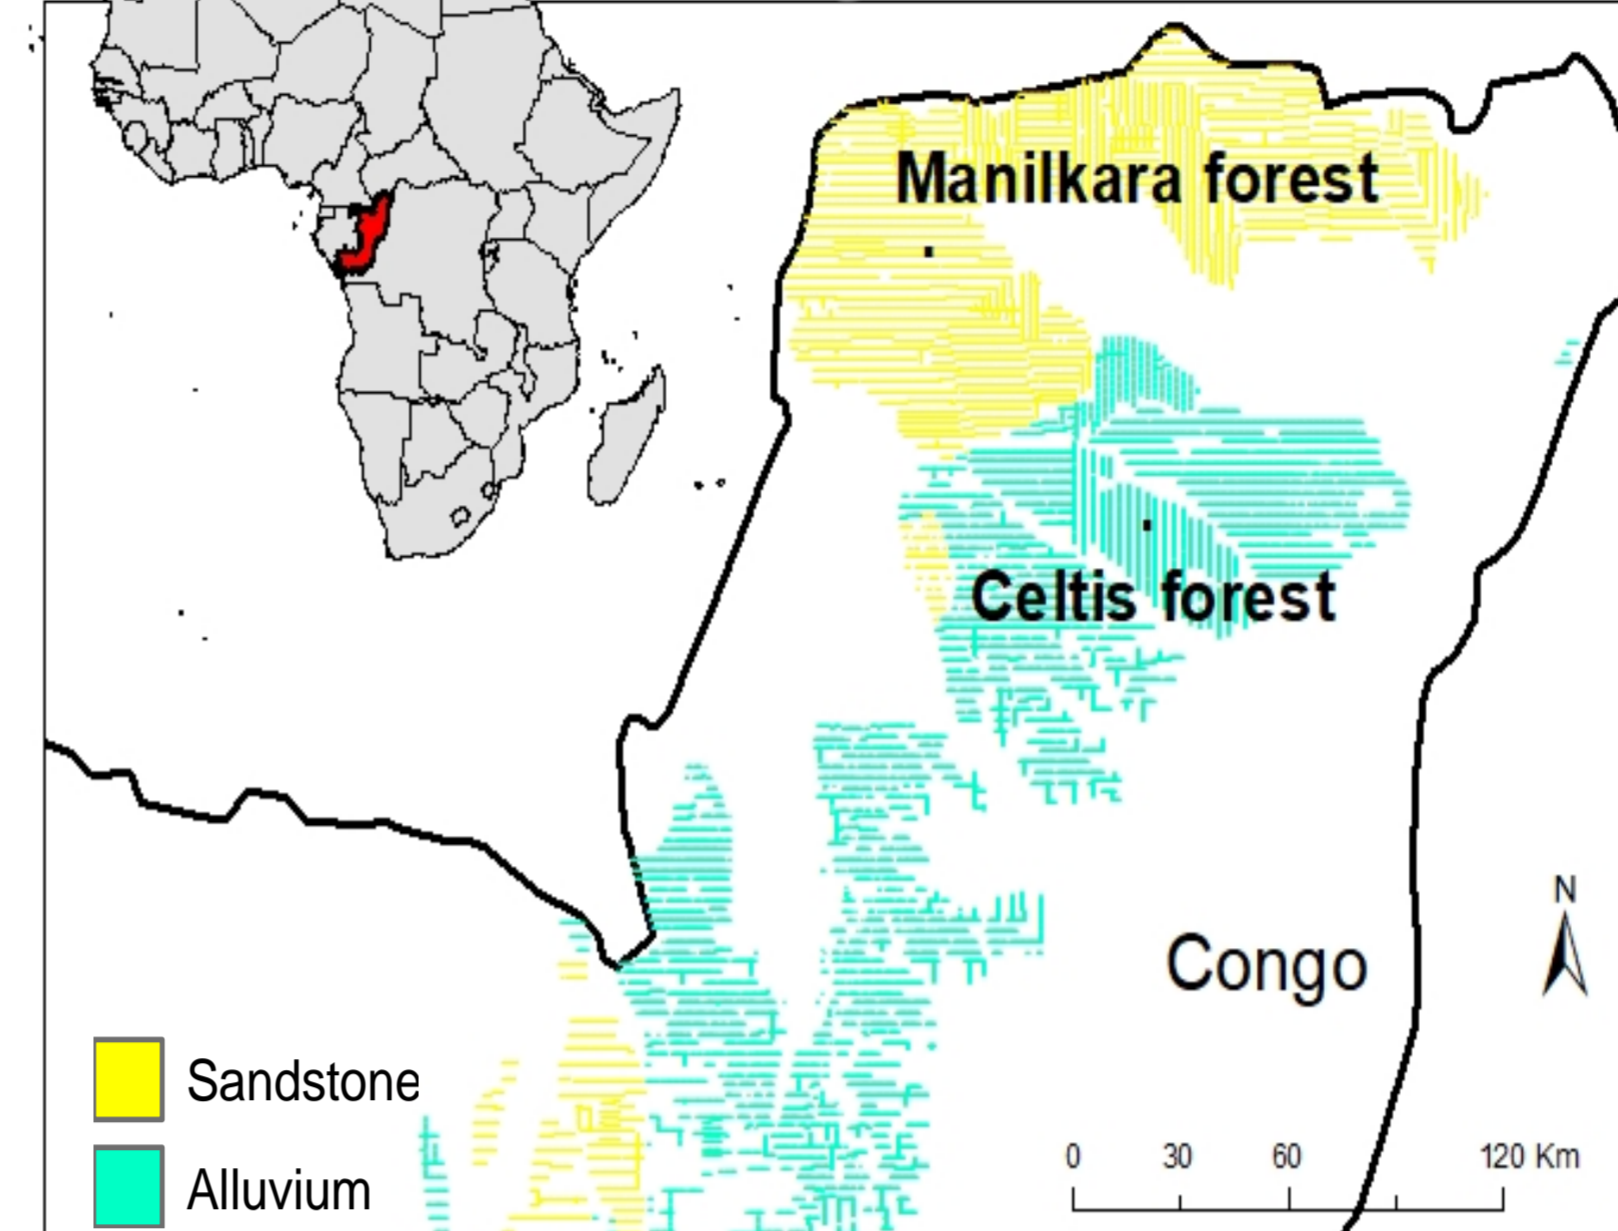 Manilkara forest
Celtis forest
Congo
N
Sandstone
Alluvium
0 30 60 120 Km